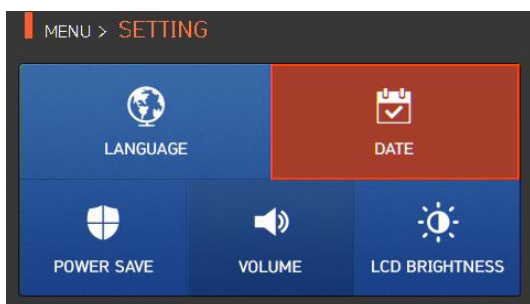 MENU > SETTING
LANGUAGE
DATE
POWER SAVE
VOLUME
LCD BRIGHTNESS